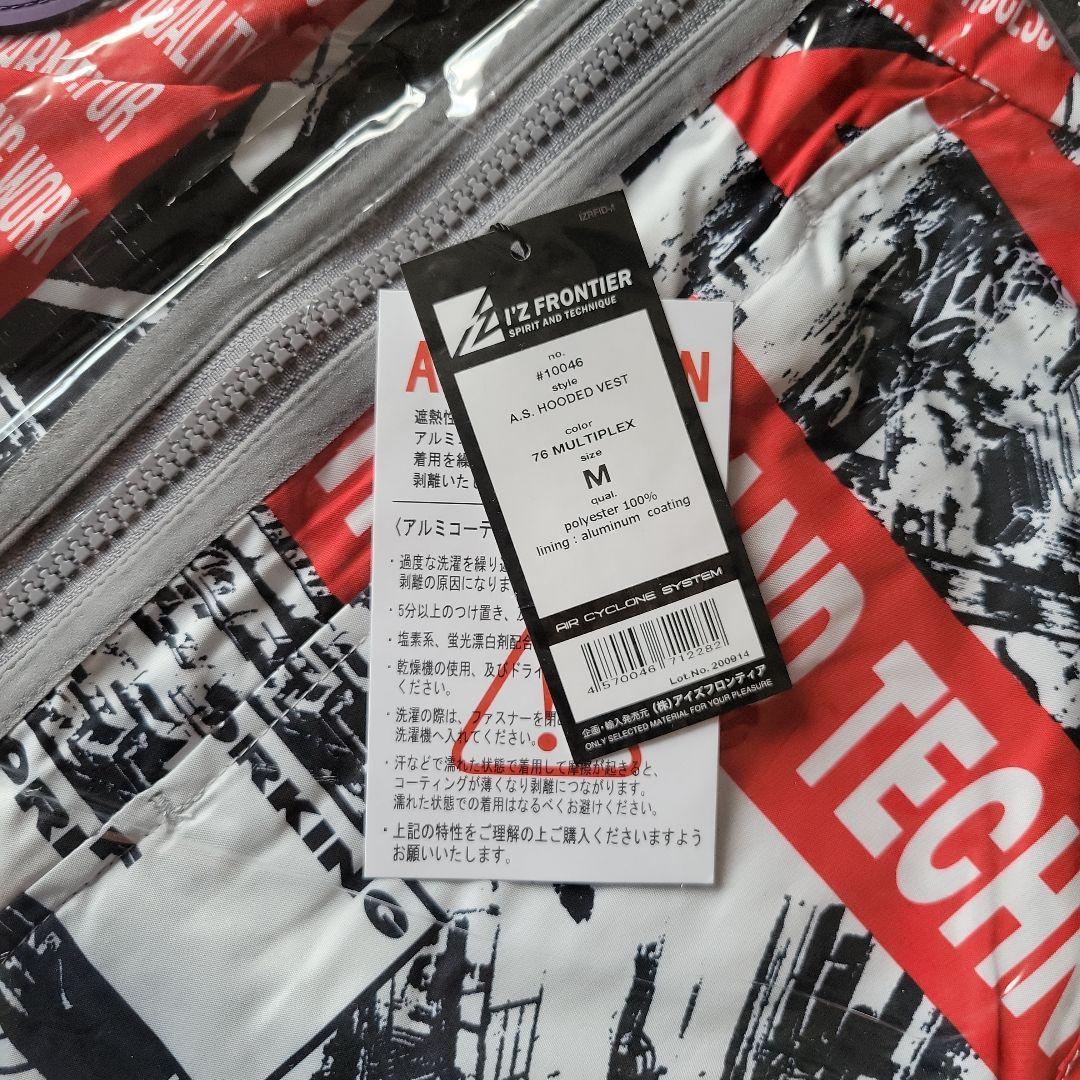 QUALITY
FOR
WORK
IZRFID-1
I'Z FRONTIER
SPIRIT AND TECHNIQUE
no.
#10046
style
A.S. HOODED VEST
color
76 MULTIPLEX
size
M
qual.
polyester 100%
lining : aluminum coating
AIR CYCLONE SYSTEM
4 570046 712282
Lot.No. 200914
企画・輸入発売元 (株)アイズフロンティア
ONLY SELECTED MATERIAL FOR YOUR PLEASURE
遮熱性
アルミ
着用を繰
剥離いたし
〈アルミコーテ
・過度な洗濯を繰り返
剥離の原因になりま
・5分以上のつけ置き、
・塩素系、蛍光漂白剤配合
・乾燥機の使用、及びドライ
ください。
・洗濯の際は、ファスナーを閉
洗濯機へ入れてください。
・汗などで濡れた状態で着用して摩擦が起きると、
コーティングが薄くなり剥離につながります。
濡れた状態での着用はなるべくお避けください。
・上記の特性をご理解の上ご購入くださいますよう
お願いいたします。
AND TECHN